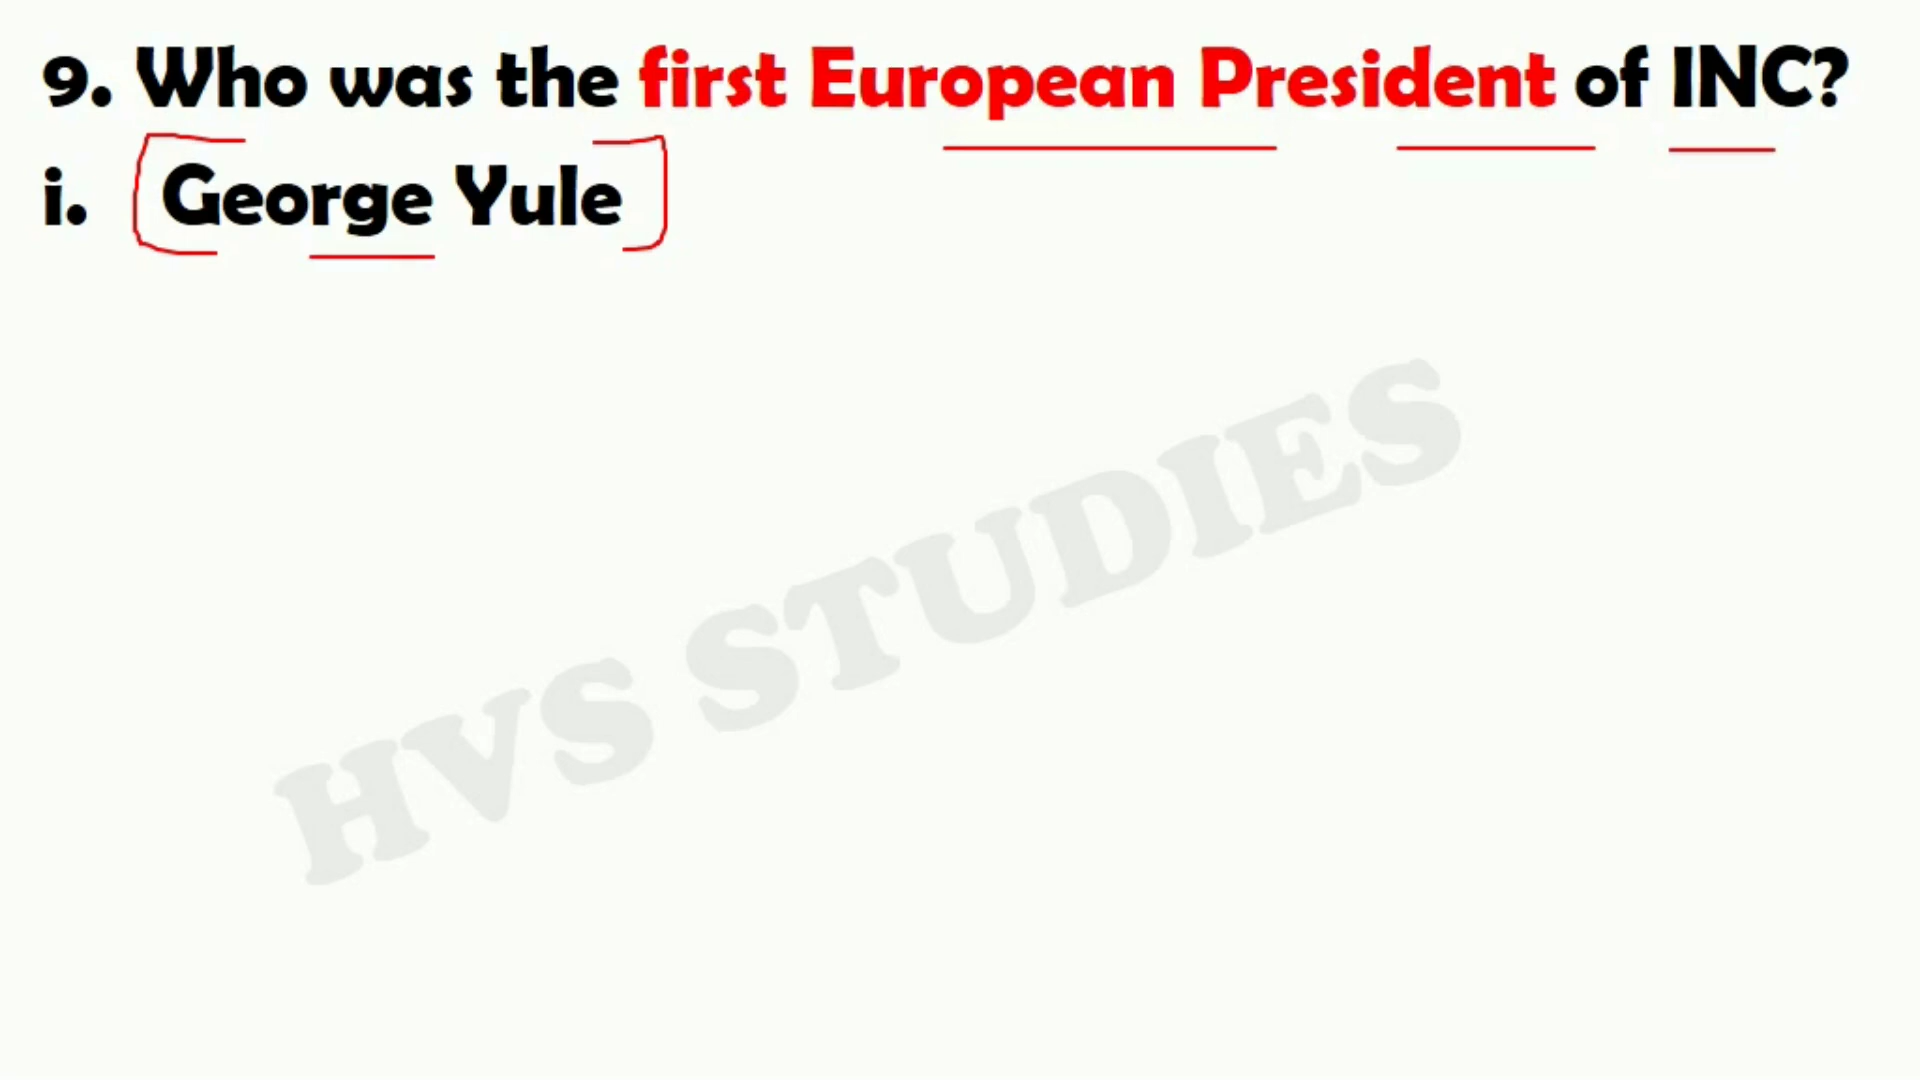 9. Who was the first European President of INC?
i. George Yule
HVS STUDIES